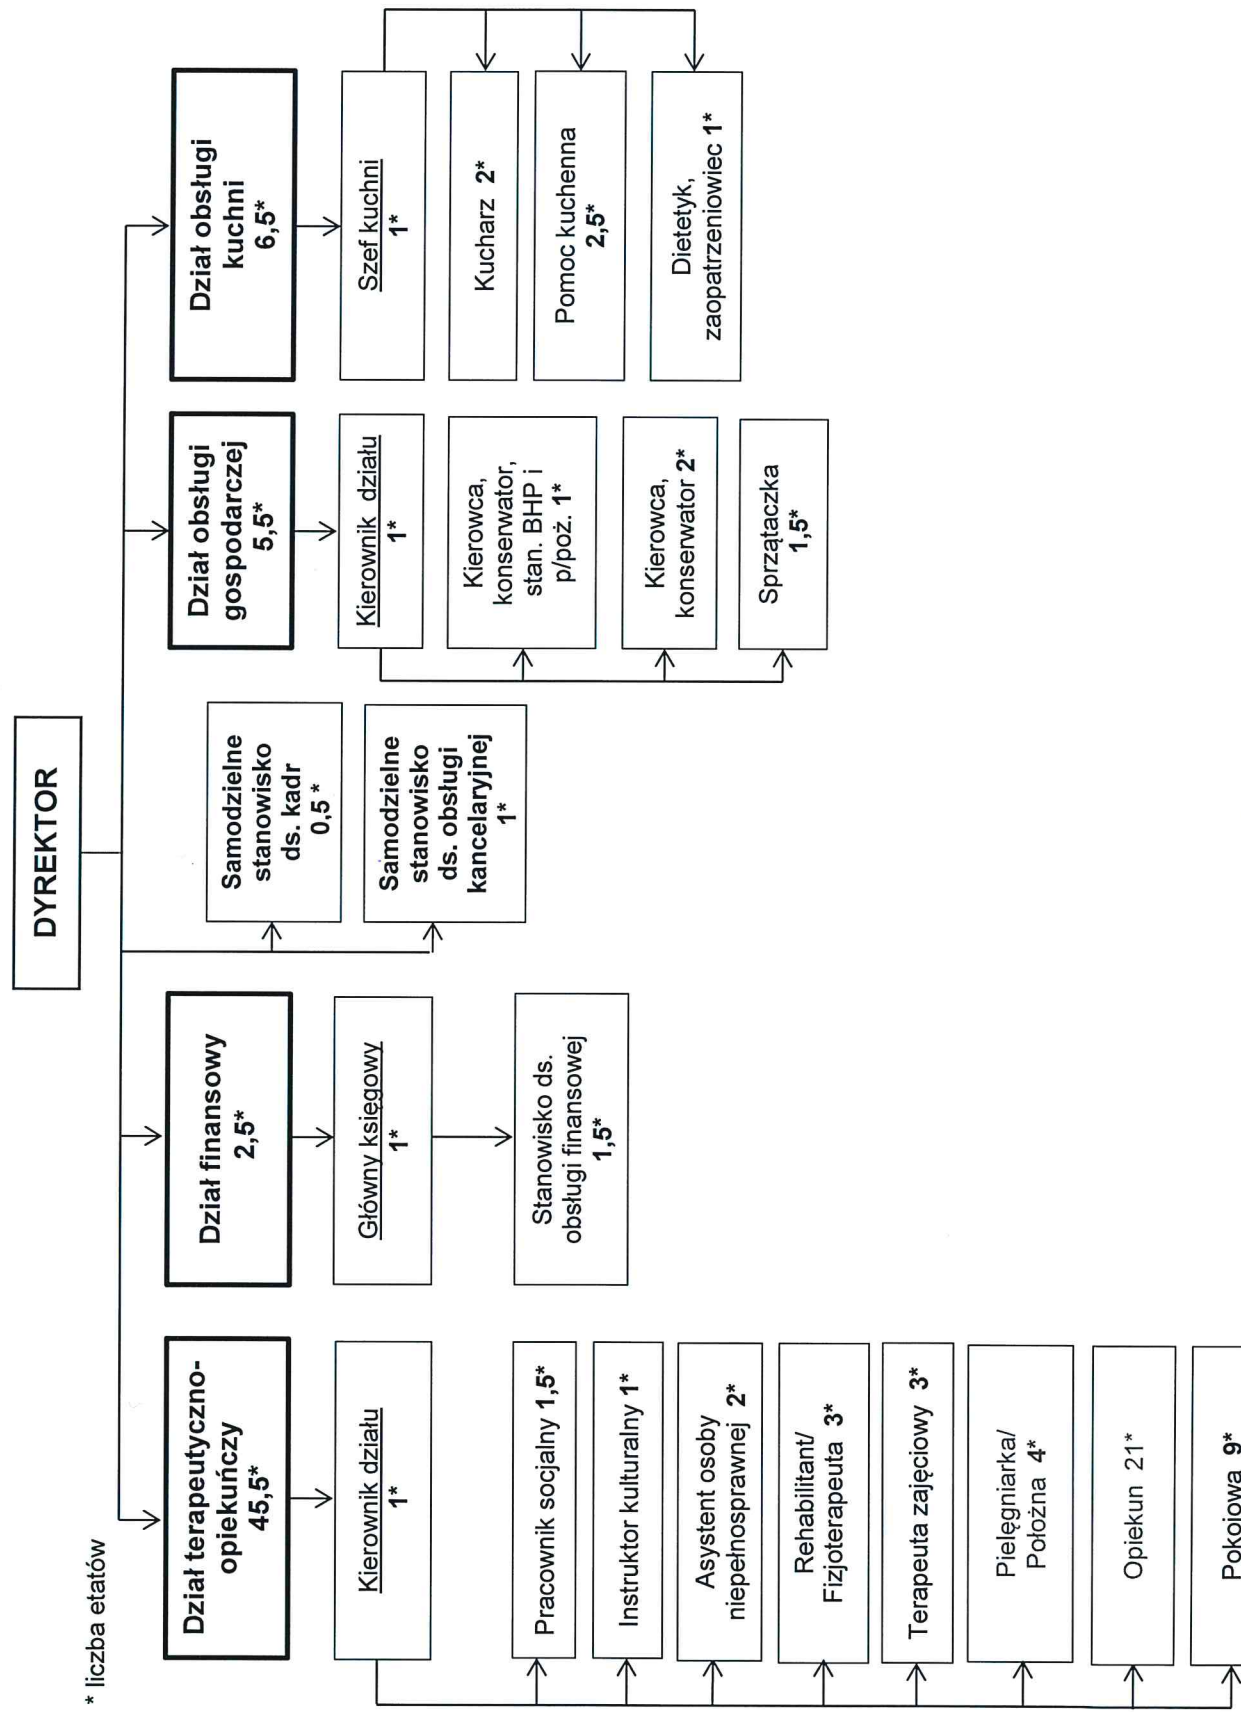 * liczba etatów
DYREKTOR
Dział terapeutyczno-
opiekuńczy
45,5*
Kierownik działu
1*
Pracownik socjalny 1,5*
Instruktor kulturalny 1*
Asystent osoby
niepełnosprawnej 2*
Rehabilitant/
Fizjoterapeuta 3*
Terapeuta zajęciowy 3*
Pielęgniarka/
Położna 4*
Opiekun 21*
Pokojowa 9*
Dział finansowy
2,5*
Główny księgowy
1*
Stanowisko ds.
obsługi finansowej
1,5*
Samodzielne
stanowisko
ds. kadr
0,5 *
Samodzielne
stanowisko
ds. obsługi
kancelaryjnej
1*
Dział obsługi
gospodarczej
5,5*
Kierownik działu
1*
Kierowca,
konserwator,
stan. BHP i
p/poż. 1*
Kierowca,
konserwator 2*
Sprzątaczka
1,5*
Dział obsługi
kuchni
6,5*
Szef kuchni
1*
Kucharz 2*
Pomoc kuchenna
2,5*
Dietetyk,
zaopatrzeniowiec 1*